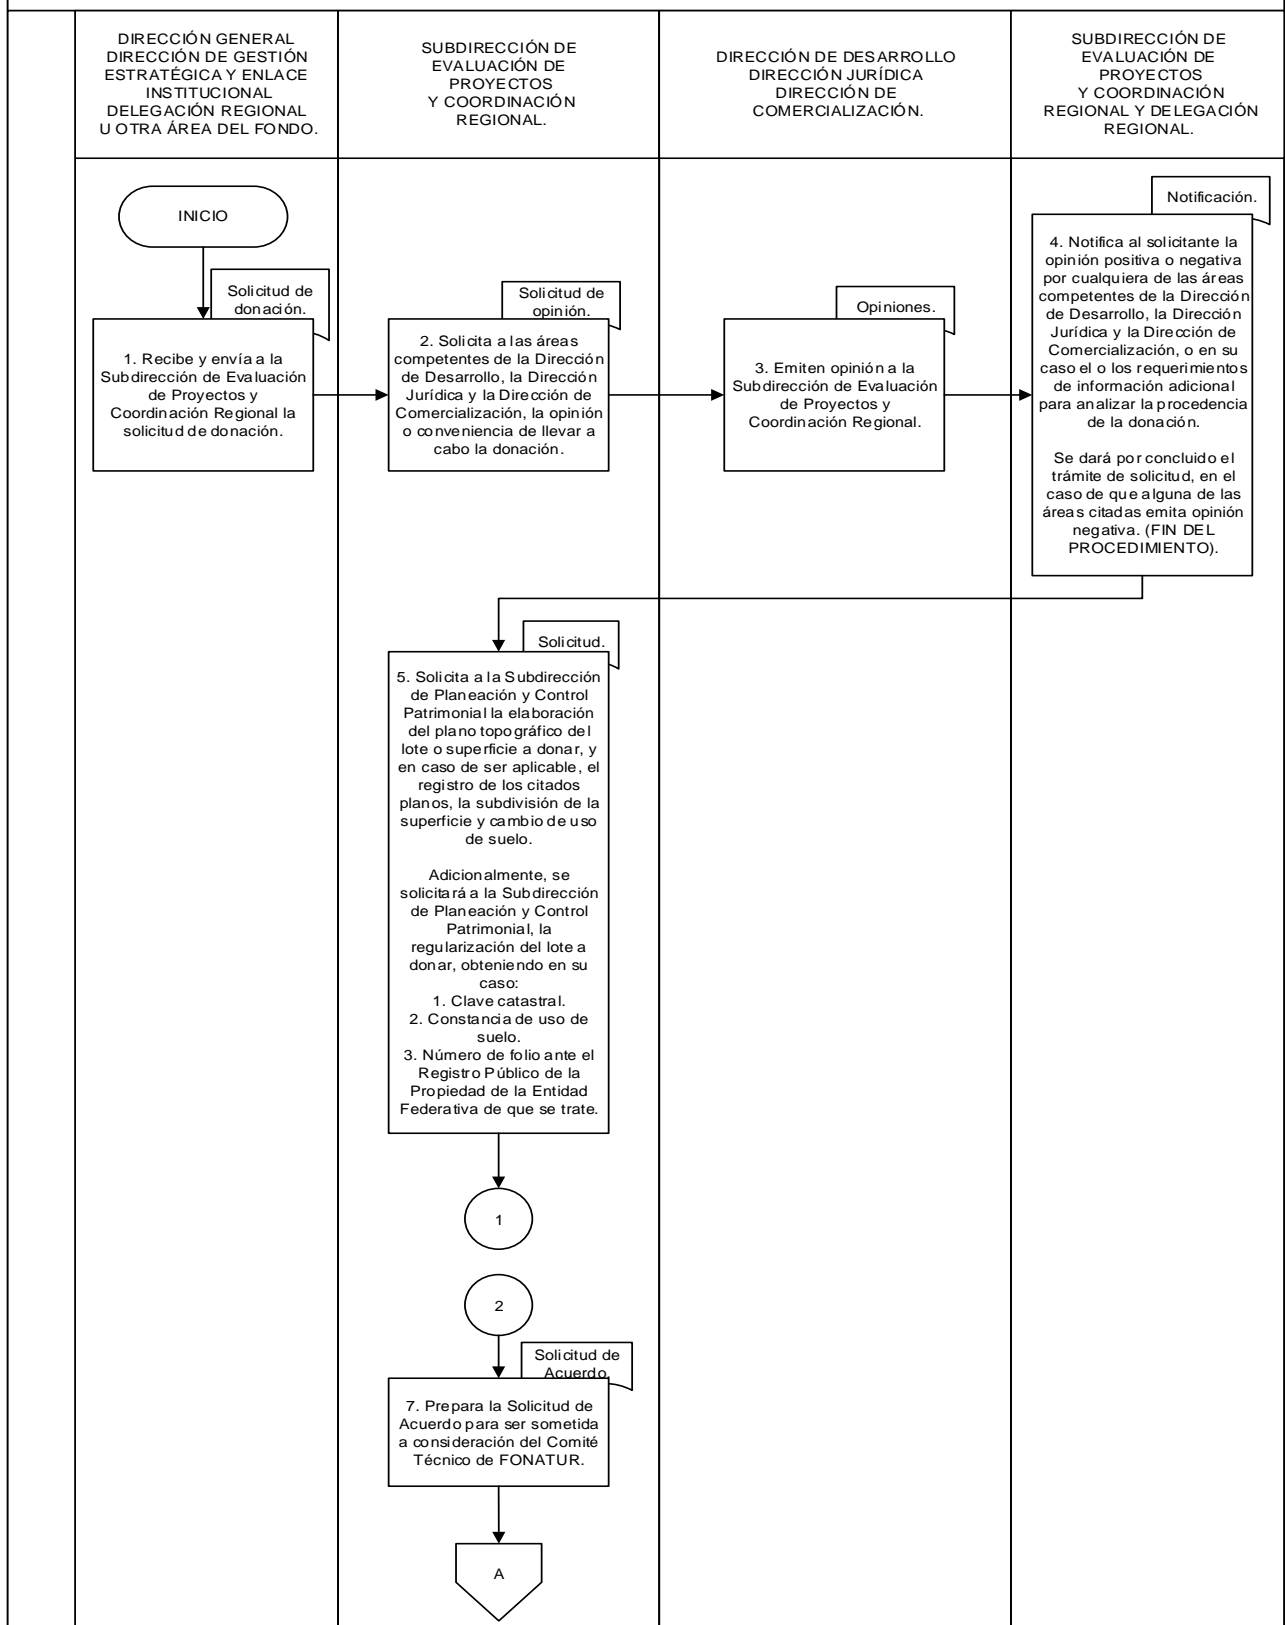 DIRECCIÓN GENERAL
DIRECCIÓN DE GESTIÓN
ESTRATÉGICA Y ENLACE
INSTITUCIONAL
DELEGACIÓN REGIONAL
U OTRA ÁREA DEL FONDO.
SUBDIRECCIÓN DE
EVALUACIÓN DE
PROYECTOS
Y COORDINACIÓN
REGIONAL.
DIRECCIÓN DE DESARROLLO
DIRECCIÓN JURÍDICA
DIRECCIÓN DE
COMERCIALIZACIÓN.
SUBDIRECCIÓN DE
EVALUACIÓN DE
PROYECTOS
Y COORDINACIÓN
REGIONAL Y DELEGACIÓN
REGIONAL.
INICIO
Solicitud de
donación.
1. Recibe y envía a la
Subdirección de Evaluación
de Proyectos y
Coordinación Regional la
solicitud de donación.
Solicitud de
opinión.
2. Solicita a las áreas
competentes de la Dirección
de Desarrollo, la Dirección
Jurídica y la Dirección de
Comercialización, la opinión
o conveniencia de llevar a
cabo la donación.
Opiniones.
3. Emiten opinión a la
Subdirección de Evaluación
de Proyectos y
Coordinación Regional.
Notificación.
4. Notifica al solicitante la
opinión positiva o negativa
por cualquiera de las áreas
competentes de la Dirección
de Desarrollo, la Dirección
Jurídica y la Dirección de
Comercialización, o en su
caso el o los requerimientos
de información adicional
para analizar la procedencia
de la donación.
Se dará por concluido el
trámite de solicitud, en el
caso de que alguna de las
áreas citadas emita opinión
negativa. (FIN DEL
PROCEDIMIENTO).
Solicitud.
5. Solicita a la Subdirección
de Planeación y Control
Patrimonial la elaboración
del plano topográfico del
lote o superficie a donar, y
en caso de ser aplicable, el
registro de los citados
planos, la subdivisión de la
superficie y cambio de uso
de suelo.
Adicionalmente, se
solicitará a la Subdirección
de Planeación y Control
Patrimonial, la
regularización del lote a
donar, obteniendo en su
caso:
1. Clave catastral.
2. Constancia de uso de
suelo.
3. Número de folio ante el
Registro Público de la
Propiedad de la Entidad
Federativa de que se trate.
1
2
Solicitud de
Acuerdo.
7. Prepara la Solicitud de
Acuerdo para ser sometida
a consideración del Comité
Técnico de FONATUR.
A